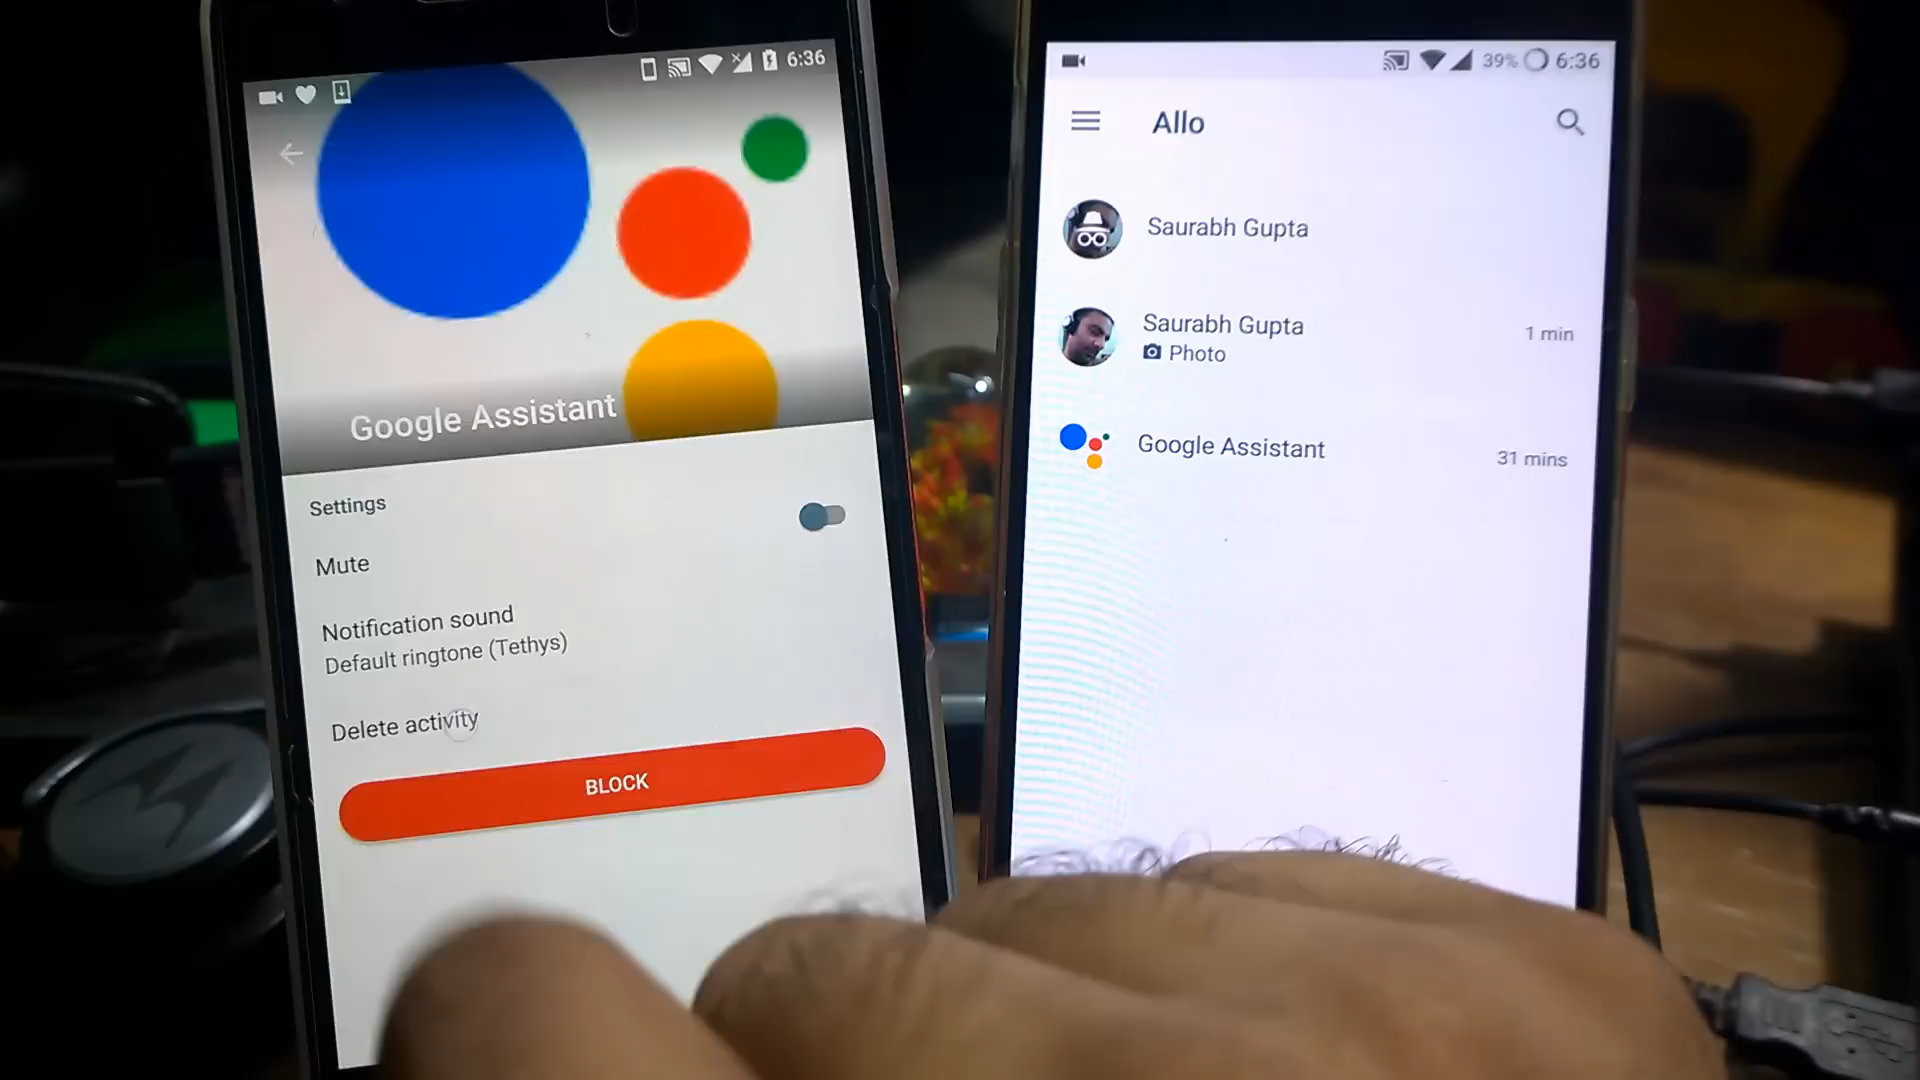 6:36
Google Assistant
Settings
Mute
Notification sound
Default ringtone (Tethys)
Delete activity
BLOCK
39% 6:36
Allo
Saurabh Gupta
Saurabh Gupta
1 min
Photo
Google Assistant
31 mins